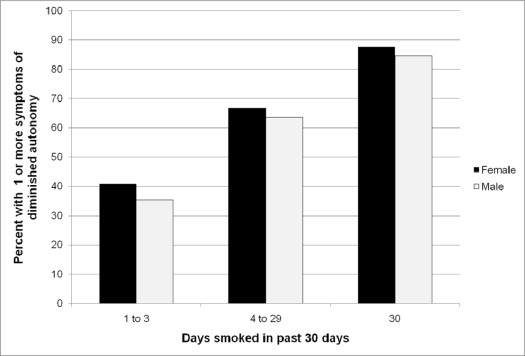 100
90
80
70
60
50
40
30
20
10
0
Percent with 1 or more symptoms of
diminished autonomy
1 to 3
4 to 29
30
Days smoked in past 30 days
Female
Male